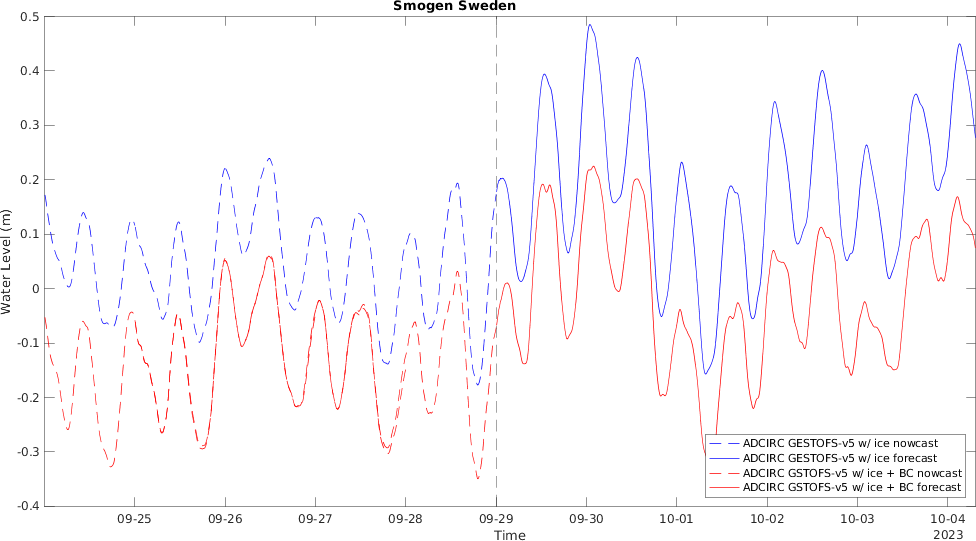 Smogen Sweden
0.5
0.4
0.3
0.2
0.1
0
-0.1
-0.2
-0.3
-0.4
Water Level (m)
ADCIRC GESTOFS-v5 w/ ice nowcast
ADCIRC GESTOFS-v5 w/ ice forecast
ADCIRC GSTOFS-v5 w/ ice + BC nowcast
ADCIRC GSTOFS-v5 w/ ice + BC forecast
09-25 09-26 09-27 09-28 09-29 09-30 10-01 10-02 10-03 10-04
2023
Time